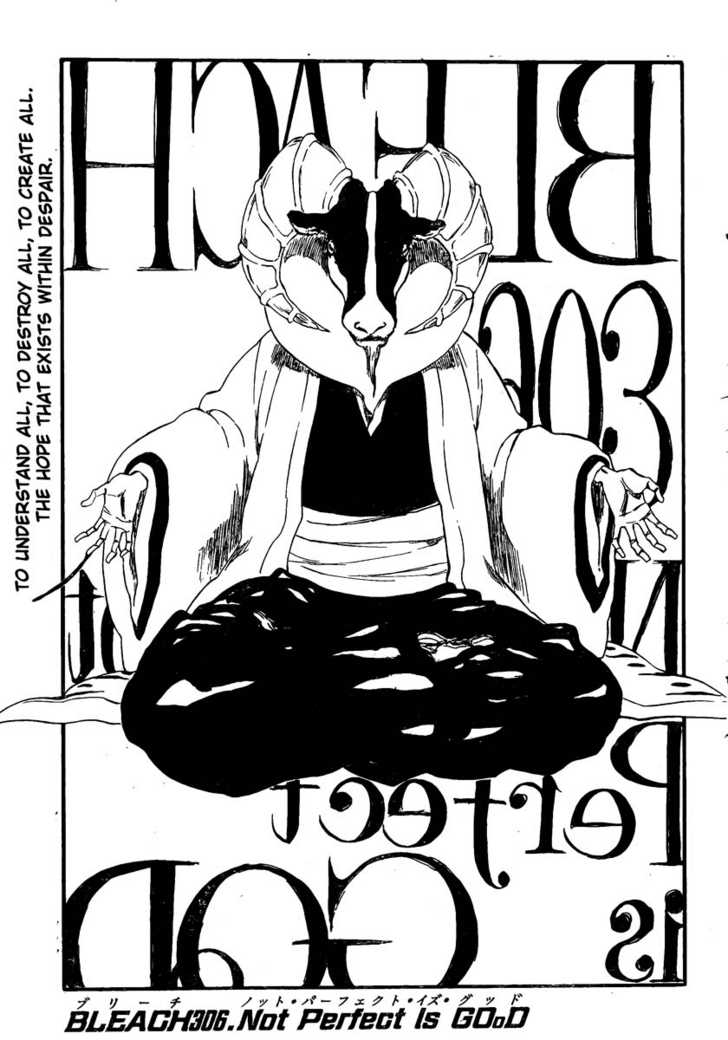 TO UNDERSTAND ALL, TO DESTROY ALL, TO CREATE ALL.
THE HOPE THAT EXISTS WITHIN DESPAIR.
BLEACH
306
Not
Perfect
is
GOD
ブリーチ ノット・パーフェクト・イズ・グッド
BLEACH306.Not Perfect Is GOoD